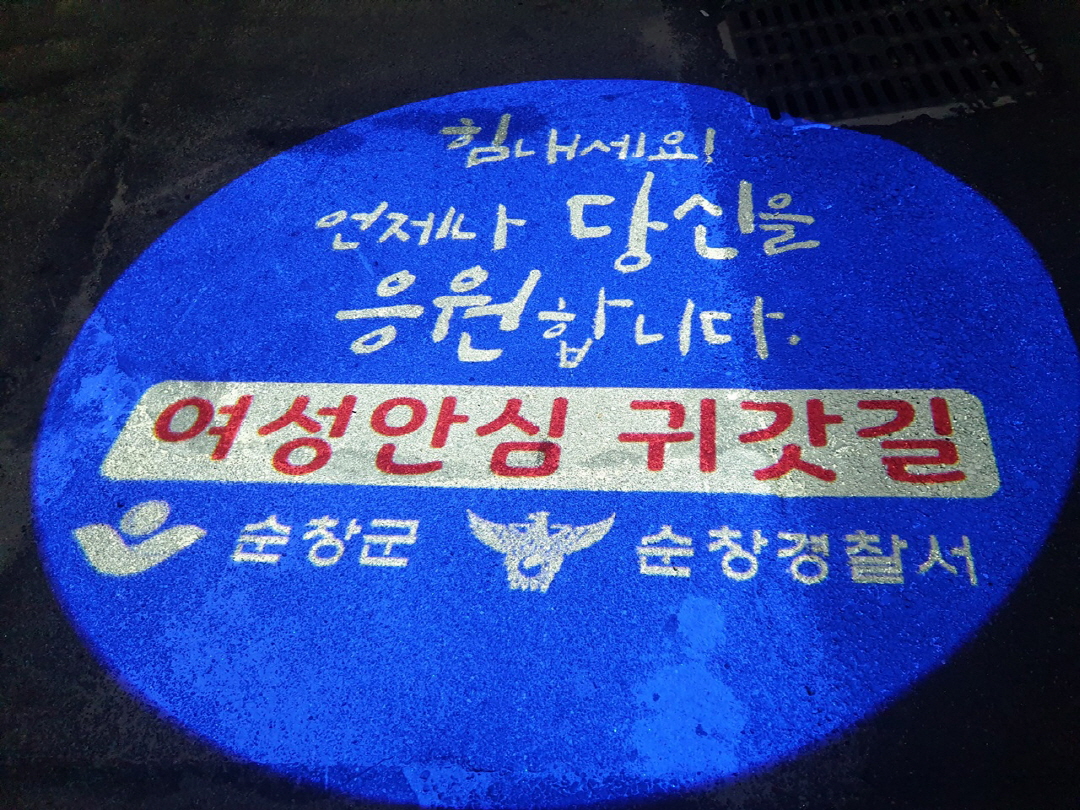 힘내세요!
언제나 당신을
응원합니다.
여성안심 귀갓길
순창군 순창경찰서